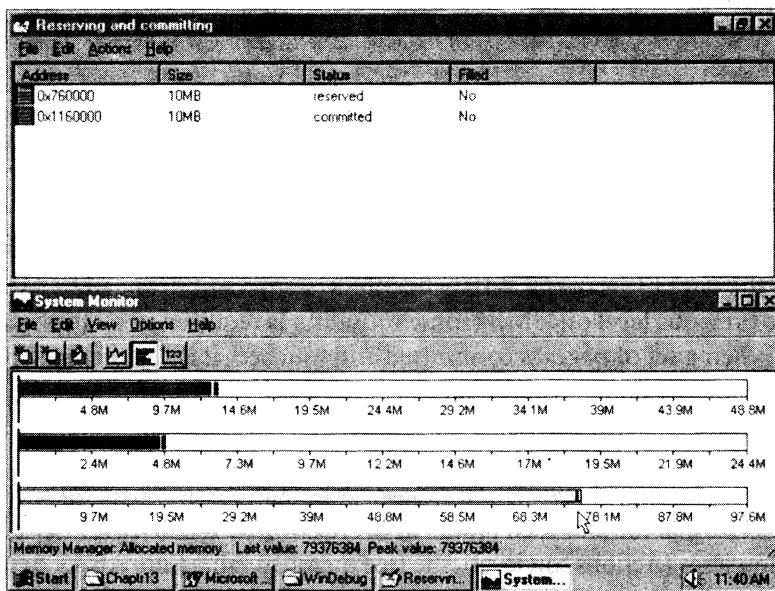 Reserving and committing
File Edit Actions Help
Address Size Status Filled
0x760000 10MB reserved No
0x1160000 10MB committed No
System Monitor
File Edit View Options Help
123
4.8M 9.7M 14.6M 19.5M 24.4M 29.2M 34.1M 39M 43.9M 48.8M
2.4M 4.8M 7.3M 9.7M 12.2M 14.6M 17M 19.5M 21.9M 24.4M
9.7M 19.5M 29.2M 39M 48.8M 58.5M 68.3M 78.1M 87.8M 97.6M
Memory Manager: Allocated memory Last value: 79376384 Peak value: 79376384
Start Chaptr13 Microsoft... WinDebug Reservin... System... 11:40 AM